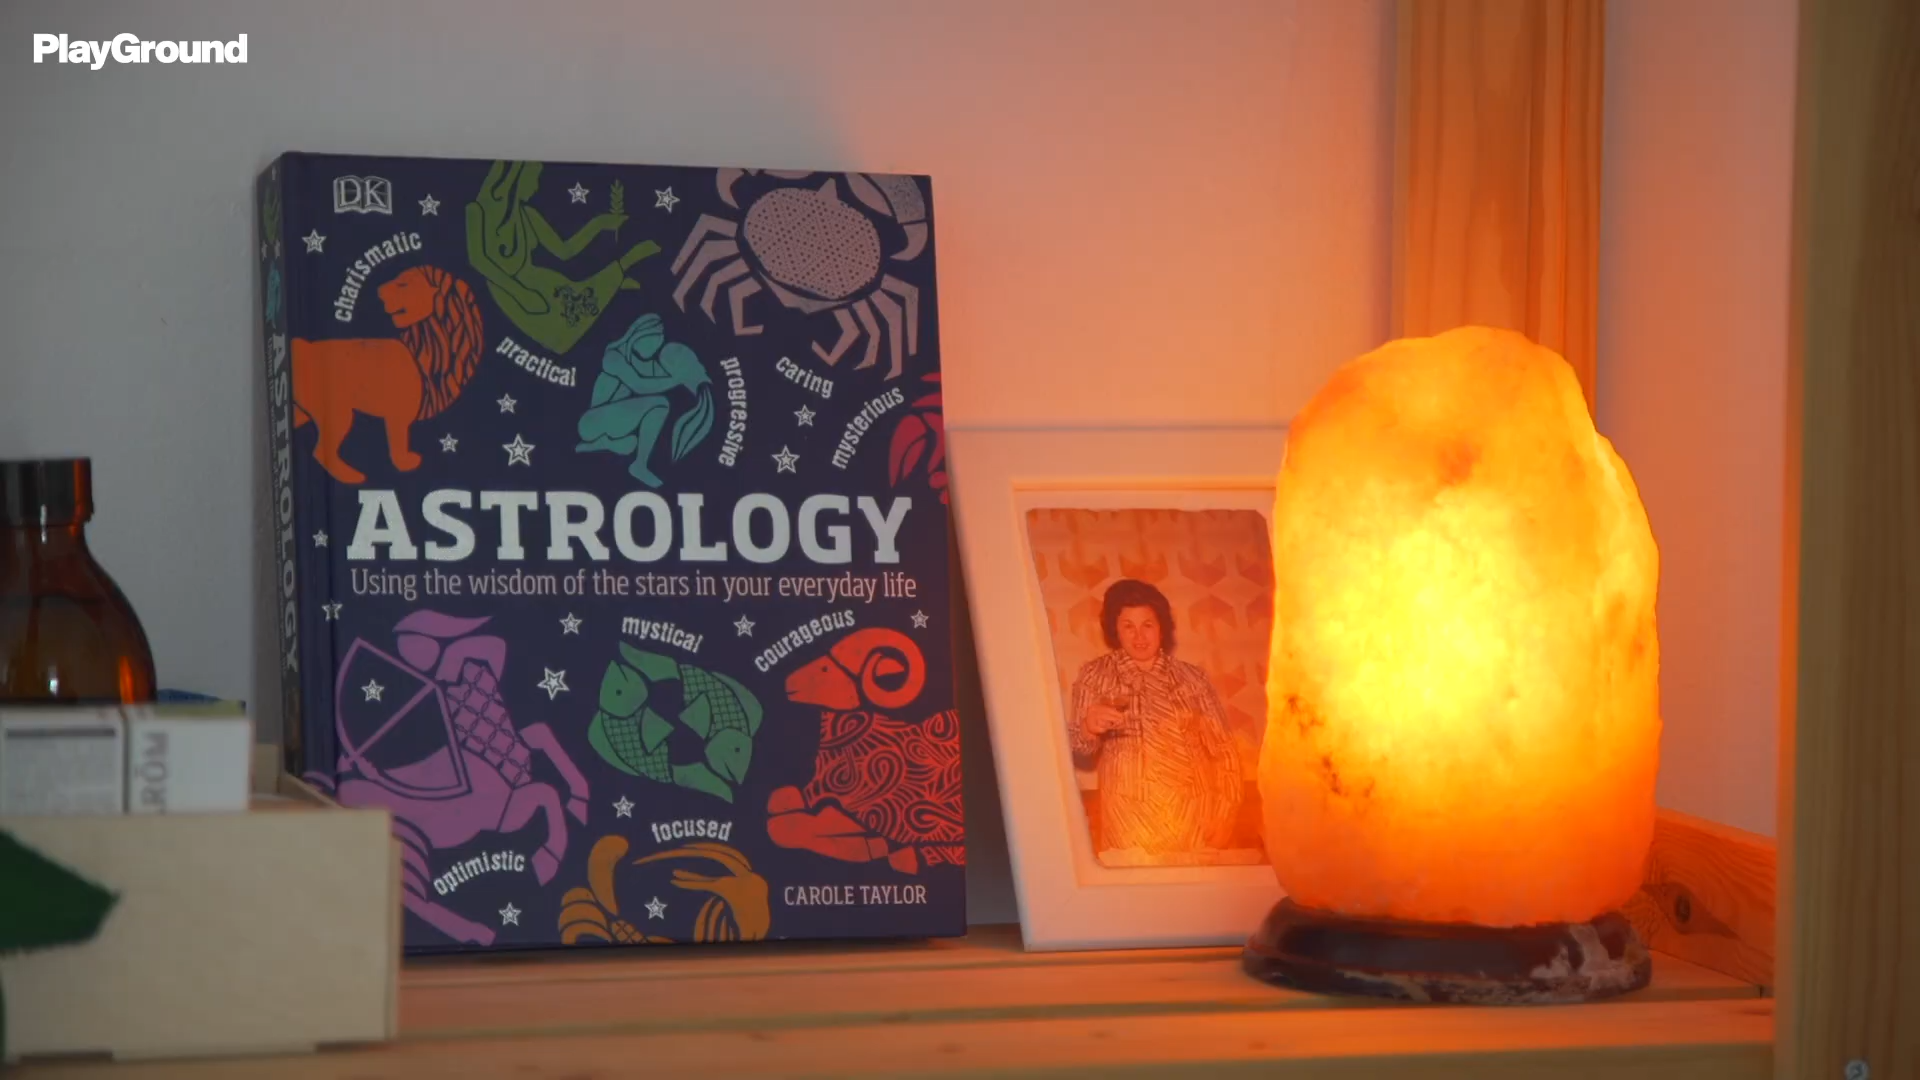 PlayGround
DK
charismatic
practical
progressive
caring
mysterious
ASTROLOGY
Using the wisdom of the stars in your everyday life
mystical
courageous
optimistic
focused
CAROLE TAYLOR
ASTROLOGY